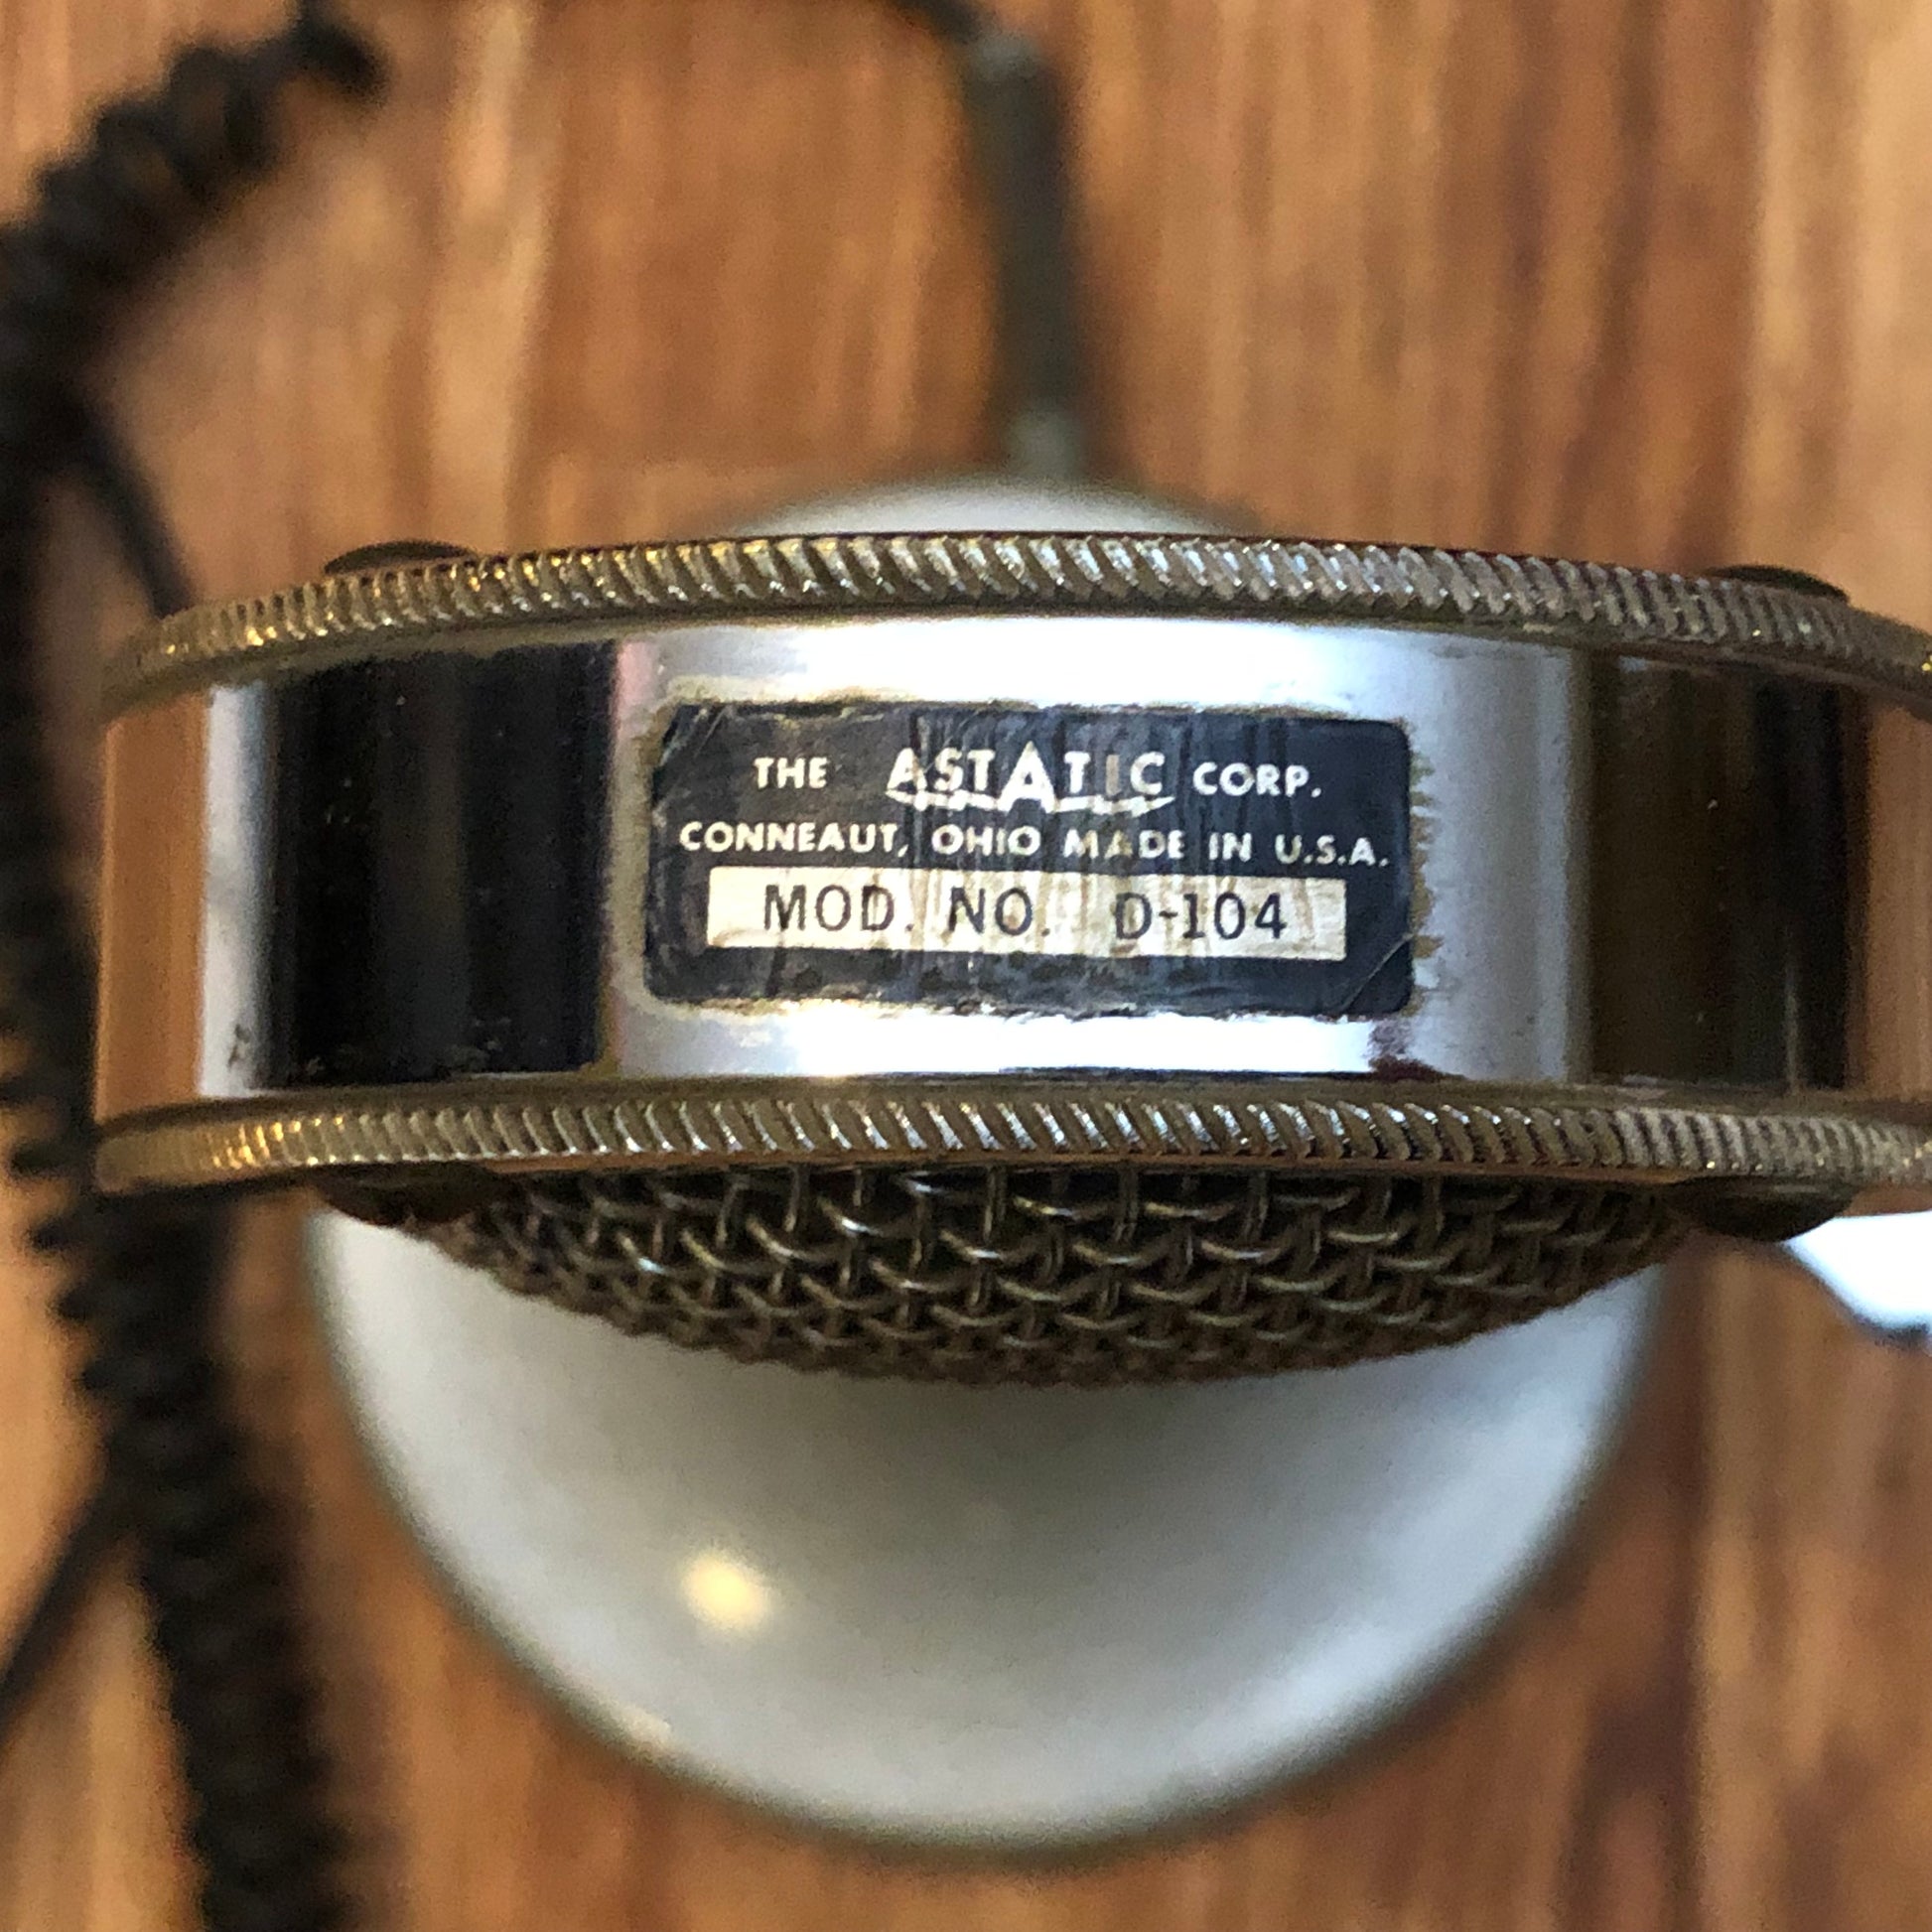 THE ASTATIC CORP.
CONNEAUT, OHIO MADE IN U.S.A.
MOD. NO. D-104